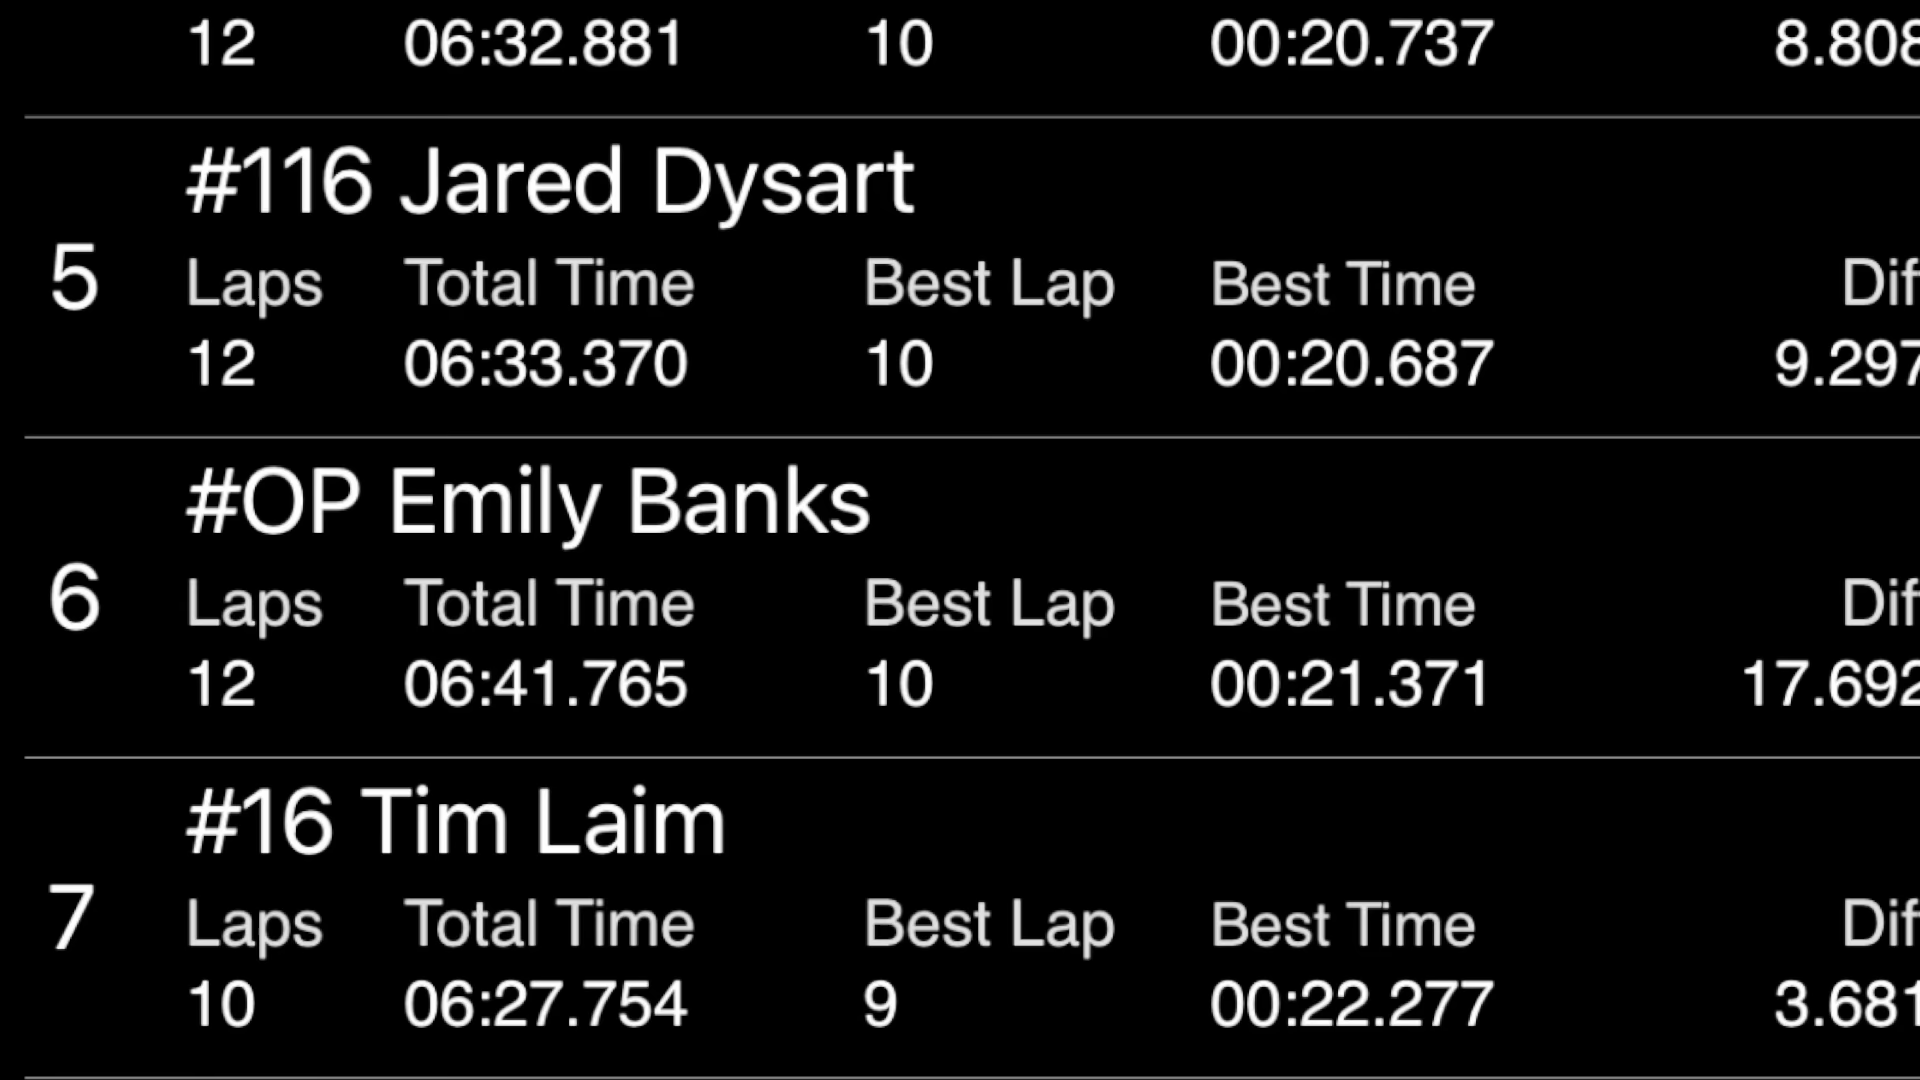 12 06:32.881 10 00:20.737 8.808
#116 Jared Dysart
5 Laps Total Time Best Lap Best Time Dif
12 06:33.370 10 00:20.687 9.297
#OP Emily Banks
6 Laps Total Time Best Lap Best Time Dif
12 06:41.765 10 00:21.371 17.692
#16 Tim Laim
7 Laps Total Time Best Lap Best Time Dif
10 06:27.754 9 00:22.277 3.681